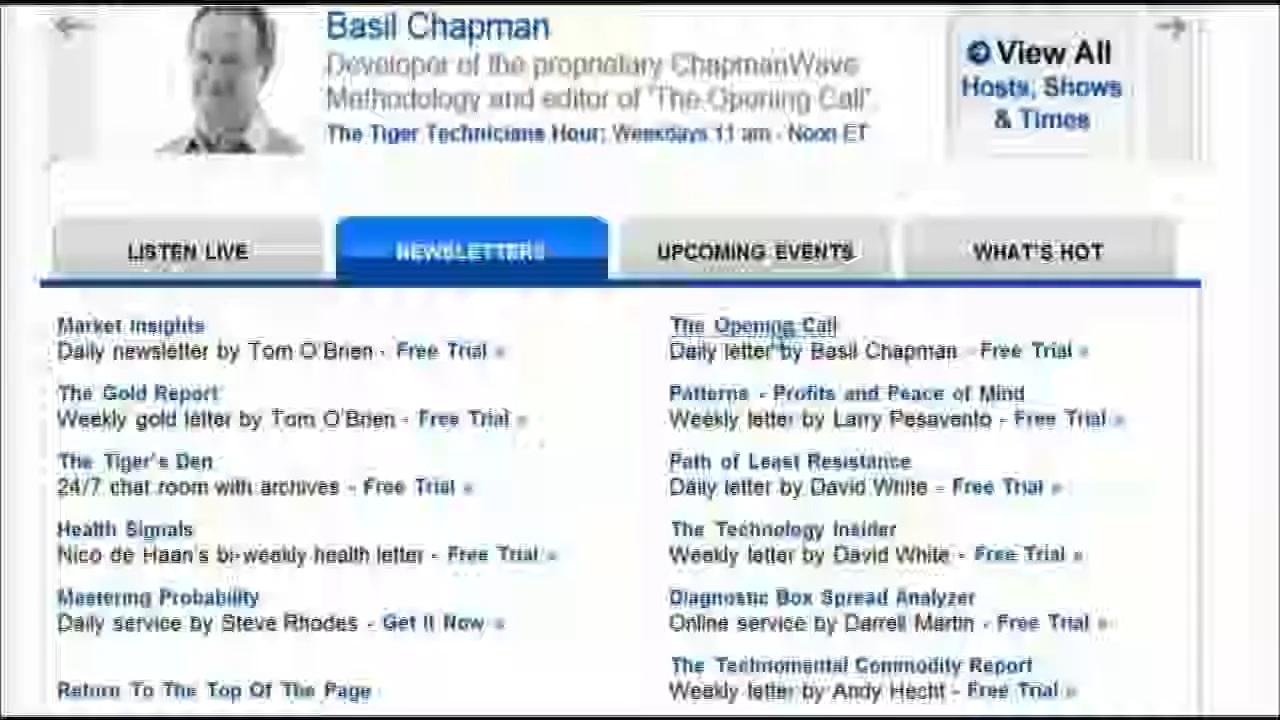 Basil Chapman
Developer of the proprietary ChapmanWave
Methodology and editor of "The Opening Call".
The Tiger Technicians Hour: Weekdays 11 am - Noon ET
View All
Hosts, Shows
& Times
LISTEN LIVE
NEWSLETTERS
UPCOMING EVENTS
WHAT'S HOT
Market Insights
Daily newsletter by Tom O'Brien - Free Trial »
The Gold Report
Weekly gold letter by Tom O'Brien - Free Trial »
The Tiger's Den
24/7 chat room with archives - Free Trial »
Health Signals
Nico de Haan's bi-weekly health letter - Free Trial »
Mastering Probability
Daily service by Steve Rhodes - Get It Now »
Return To The Top Of The Page
The Opening Call
Daily letter by Basil Chapman - Free Trial »
Patterns - Profits and Peace of Mind
Weekly letter by Larry Pesavento - Free Trial »
Path of Least Resistance
Daily letter by David White - Free Trial »
The Technology Insider
Weekly letter by David White - Free Trial »
Diagnostic Box Spread Analyzer
Online service by Darrell Martin - Free Trial »
The Technomental Commodity Report
Weekly letter by Andy Hecht - Free Trial »